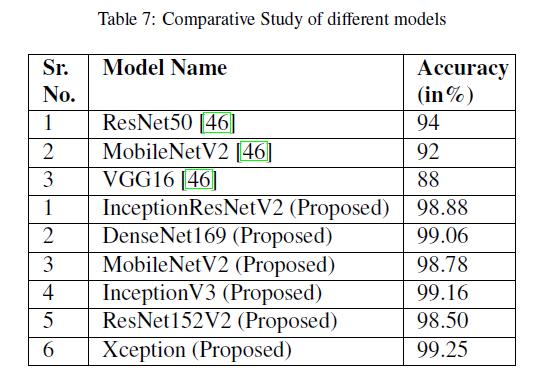 Table 7: Comparative Study of different models
Sr. No. Model Name Accuracy (in%)
1 ResNet50 [46] 94
2 MobileNetV2 [46] 92
3 VGG16 [46] 88
1 InceptionResNetV2 (Proposed) 98.88
2 DenseNet169 (Proposed) 99.06
3 MobileNetV2 (Proposed) 98.78
4 InceptionV3 (Proposed) 99.16
5 ResNet152V2 (Proposed) 98.50
6 Xception (Proposed) 99.25